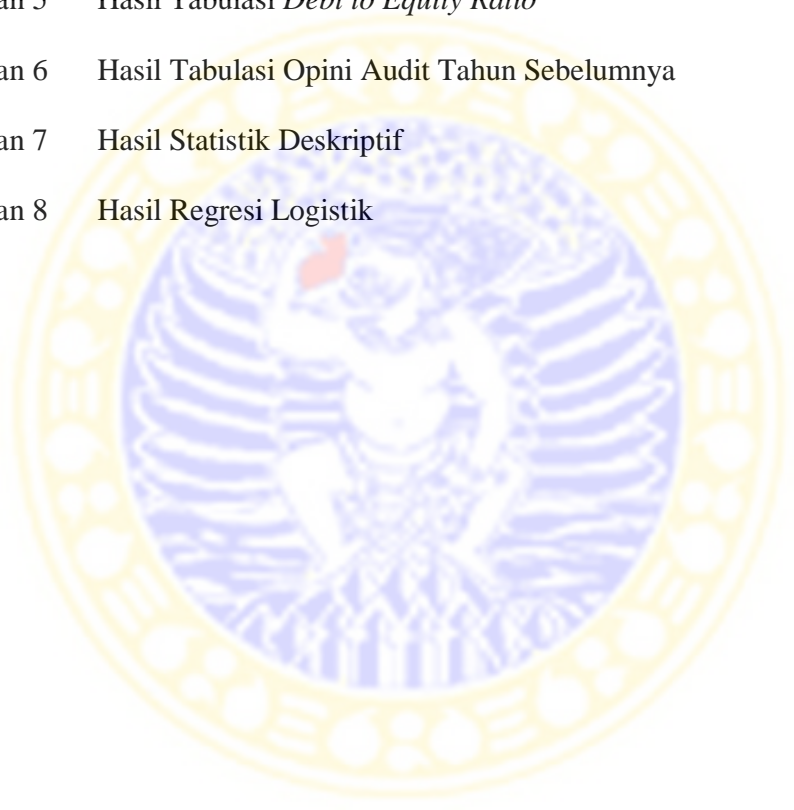 an 5 Hasil Tabulasi Debt to Equity Ratio
an 6 Hasil Tabulasi Opini Audit Tahun Sebelumnya
an 7 Hasil Statistik Deskriptif
an 8 Hasil Regresi Logistik